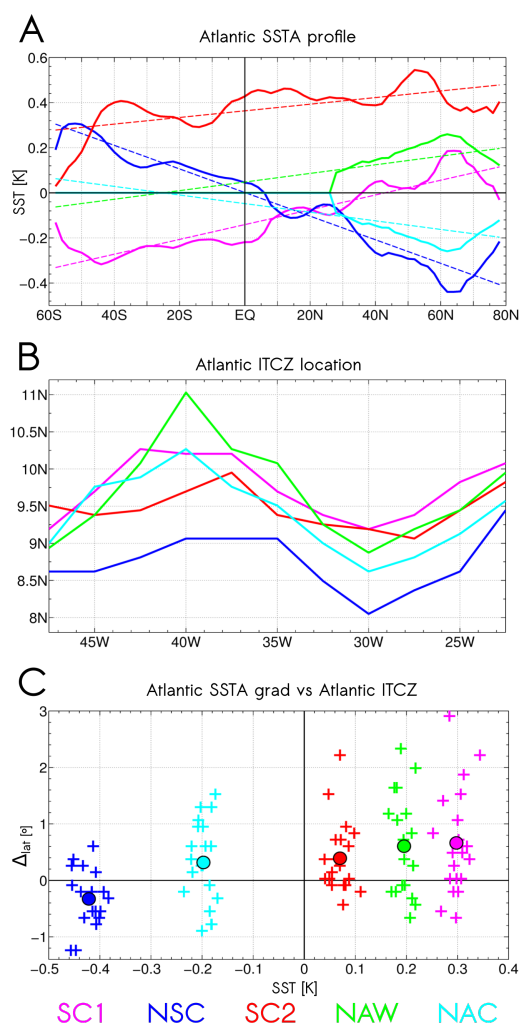 A
Atlantic SSTA profile
0.6
0.4
0.2
0
−0.2
−0.4
SST [K]
60S 40S 20S EQ 20N 40N 60N 80N
B
Atlantic ITCZ location
11N
10.5N
10N
9.5N
9N
8.5N
8N
45W 40W 35W 30W 25W
C
Atlantic SSTA grad vs Atlantic ITCZ
3
2
1
0
−1
Δlat [º]
−0.5 −0.4 −0.3 −0.2 −0.1 0 0.1 0.2 0.3 0.4
SST [K]
SC1 NSC SC2 NAW NAC